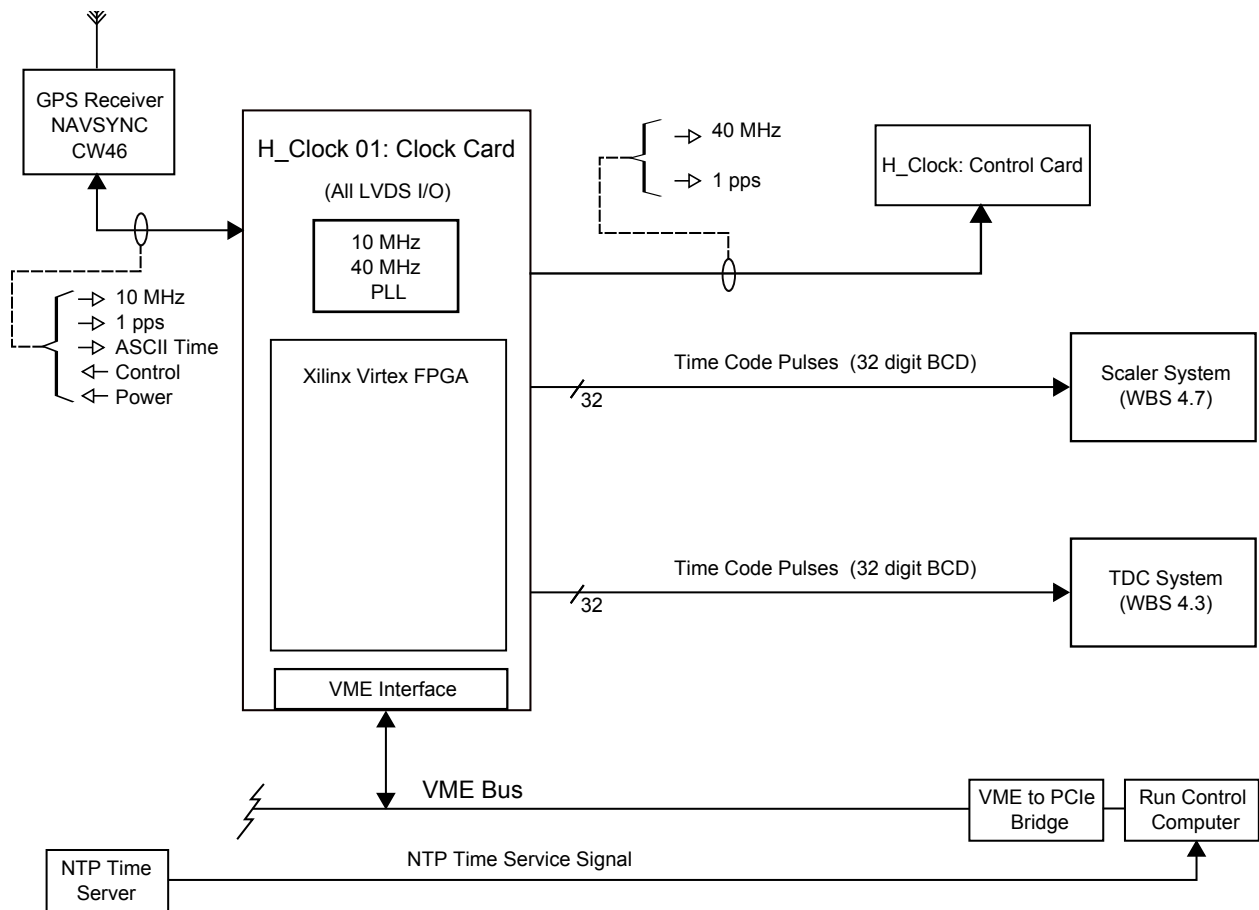 GPS Receiver
NAVSYNC
CW46
H_Clock 01: Clock Card
(All LVDS I/O)
10 MHz
40 MHz
PLL
40 MHz
1 pps
H_Clock: Control Card
10 MHz
1 pps
ASCII Time
Control
Power
Xilinx Virtex FPGA
Time Code Pulses (32 digit BCD)
32
Scaler System
(WBS 4.7)
Time Code Pulses (32 digit BCD)
32
TDC System
(WBS 4.3)
VME Interface
VME Bus
VME to PCIe
Bridge
Run Control
Computer
NTP Time
Server
NTP Time Service Signal